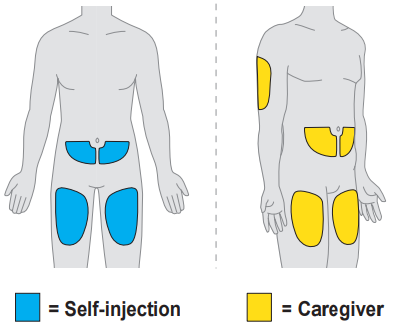 = Self-injection
= Caregiver